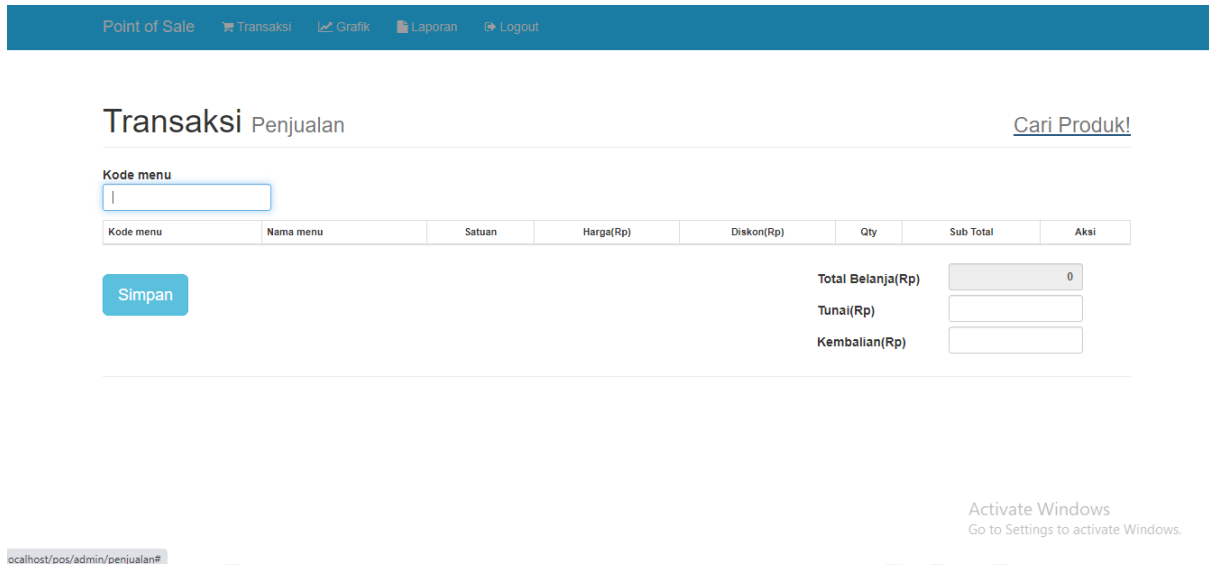 Point of Sale Transaksi Grafik Laporan Logout
Transaksi Penjualan Cari Produk!
Kode menu
Kode menu Nama menu Satuan Harga(Rp) Diskon(Rp) Qty Sub Total Aksi
Simpan
Total Belanja(Rp) 0
Tunai(Rp)
Kembalian(Rp)
Activate Windows
Go to Settings to activate Windows.
ocalhost/pos/admin/penjualan#